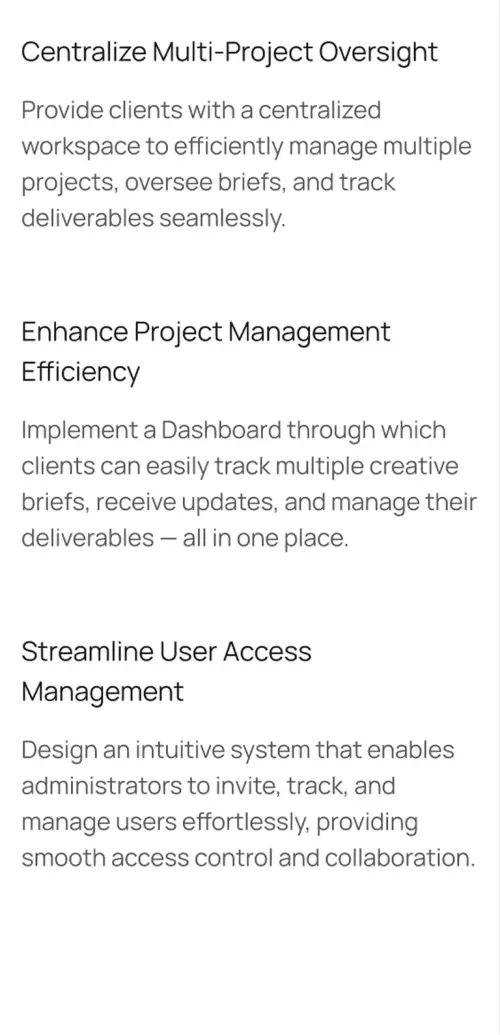 Centralize Multi-Project Oversight
Provide clients with a centralized
workspace to efficiently manage multiple
projects, oversee briefs, and track
deliverables seamlessly.
Enhance Project Management
Efficiency
Implement a Dashboard through which
clients can easily track multiple creative
briefs, receive updates, and manage their
deliverables — all in one place.
Streamline User Access
Management
Design an intuitive system that enables
administrators to invite, track, and
manage users effortlessly, providing
smooth access control and collaboration.